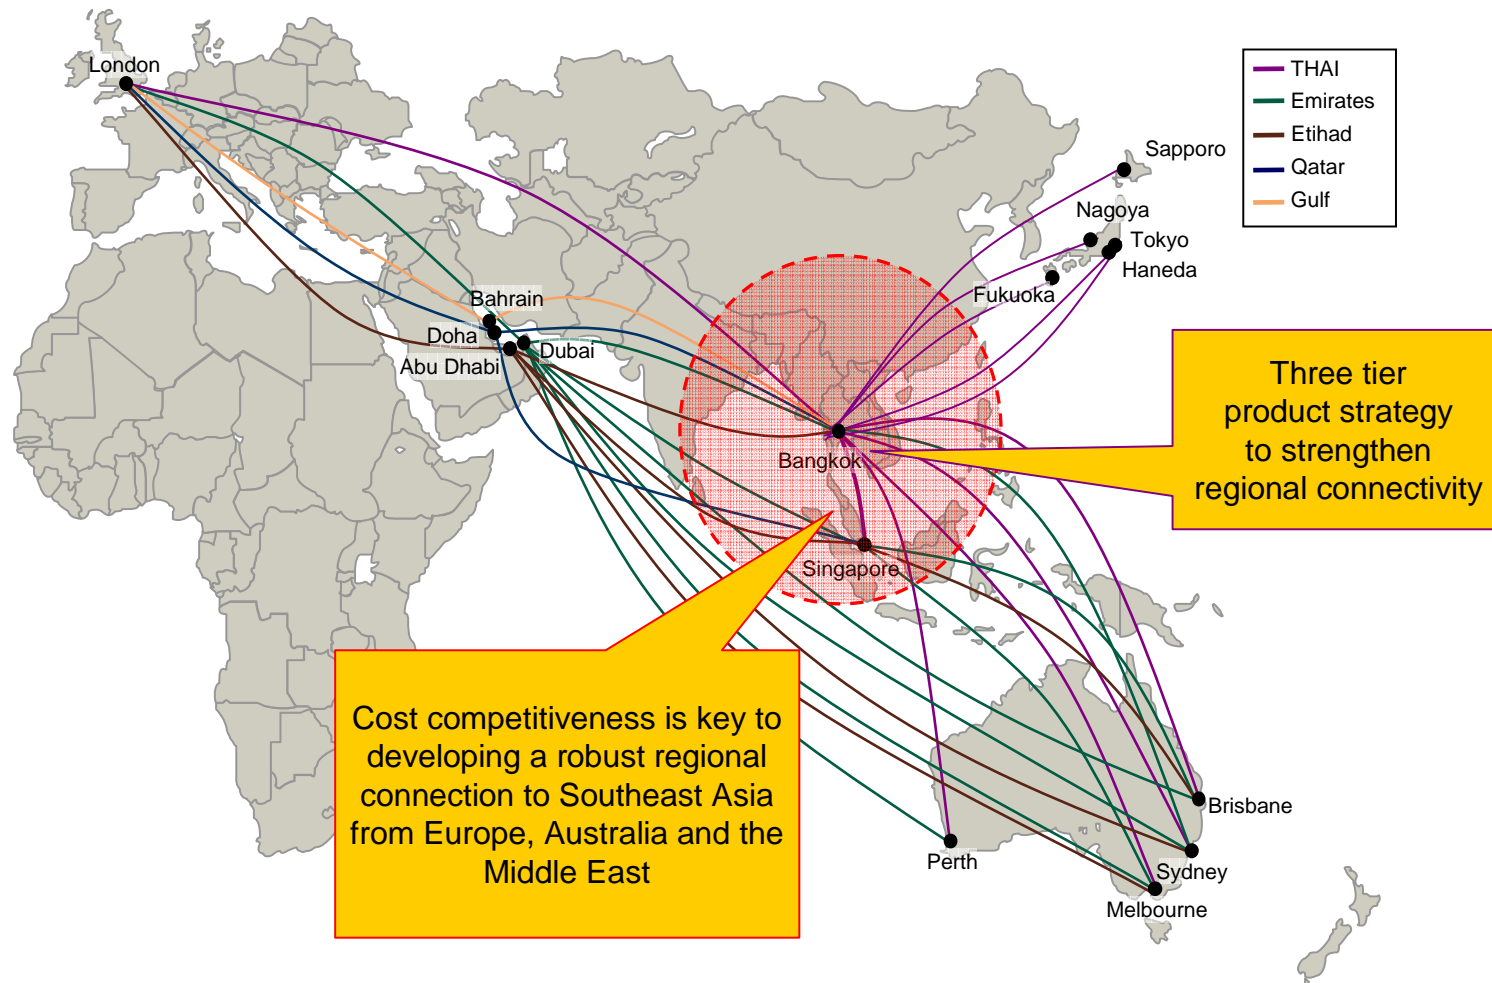 London
THAI
Emirates
Etihad
Qatar
Gulf
Sapporo
Nagoya
Tokyo
Haneda
Fukuoka
Bahrain
Doha
Dubai
Abu Dhabi
Three tier
product strategy
to strengthen
regional connectivity
Bangkok
Singapore
Cost competitiveness is key to
developing a robust regional
connection to Southeast Asia
from Europe, Australia and the
Middle East
Brisbane
Perth
Sydney
Melbourne